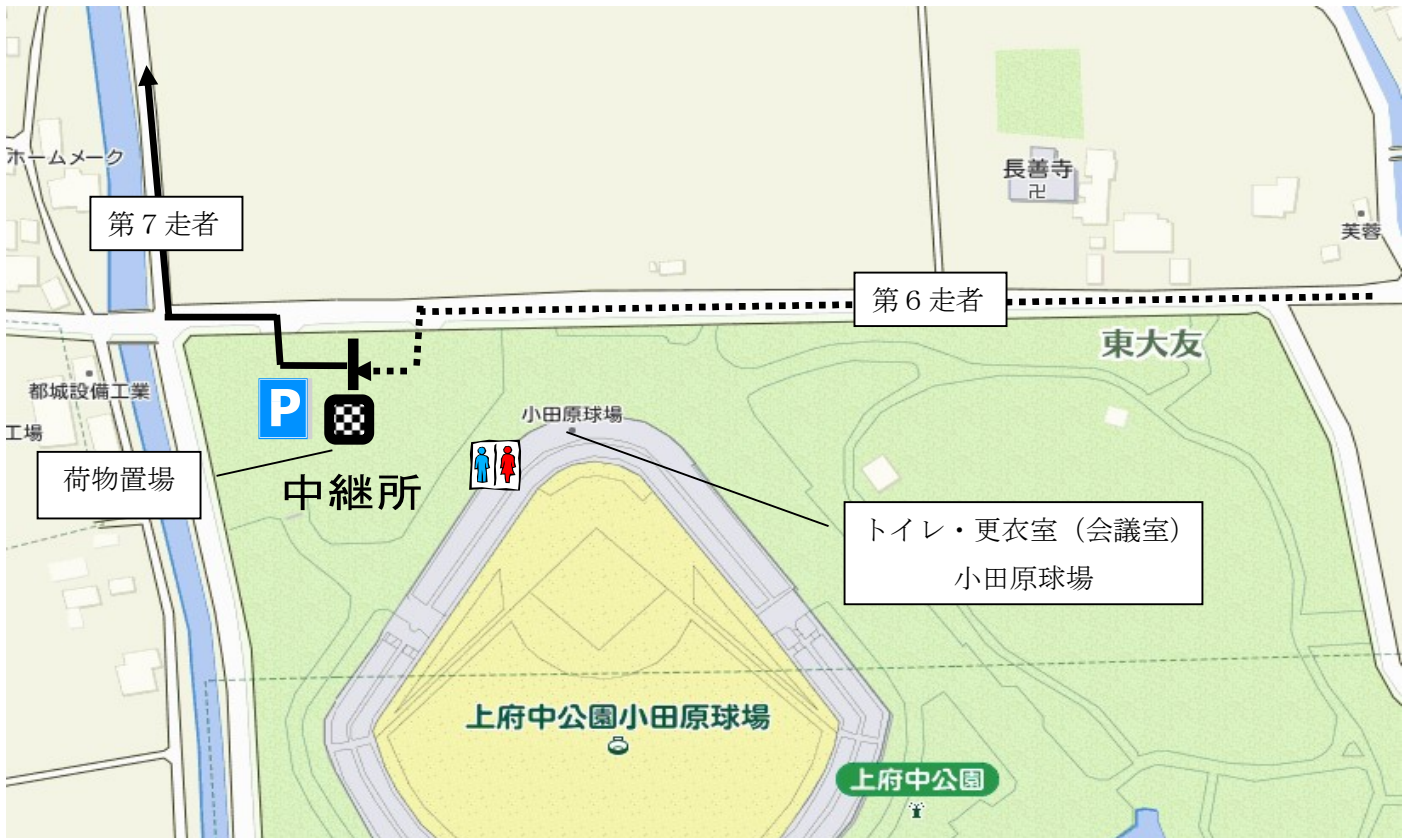 ホームメーク
長善寺
卍
芙蓉
第７走者
第６走者
東大友
都城設備工業
工場
P
小田原球場
荷物置場
中継所
トイレ・更衣室（会議室）
小田原球場
上府中公園小田原球場
上府中公園